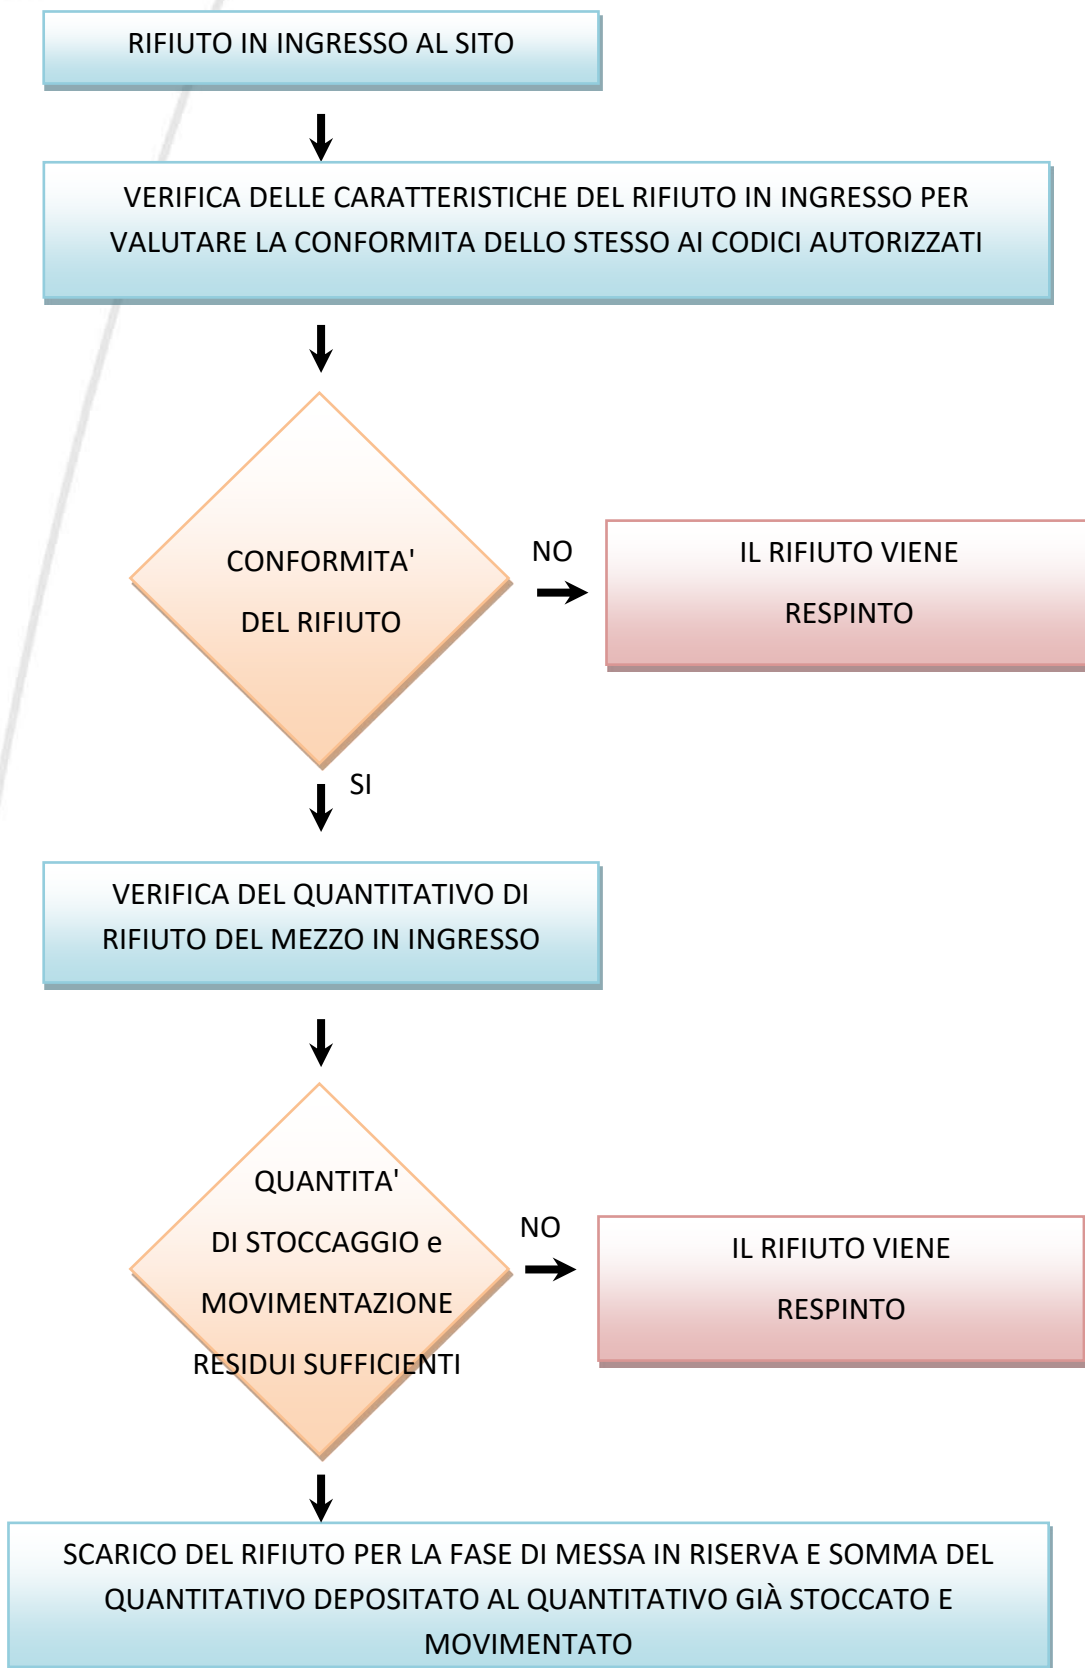 RIFIUTO IN INGRESSO AL SITO
VERIFICA DELLE CARATTERISTICHE DEL RIFIUTO IN INGRESSO PER
VALUTARE LA CONFORMITA DELLO STESSO AI CODICI AUTORIZZATI
CONFORMITA'
DEL RIFIUTO
NO
IL RIFIUTO VIENE
RESPINTO
SI
VERIFICA DEL QUANTITATIVO DI
RIFIUTO DEL MEZZO IN INGRESSO
QUANTITA'
DI STOCCAGGIO e
MOVIMENTAZIONE
RESIDUI SUFFICIENTI
NO
IL RIFIUTO VIENE
RESPINTO
SCARICO DEL RIFIUTO PER LA FASE DI MESSA IN RISERVA E SOMMA DEL
QUANTITATIVO DEPOSITATO AL QUANTITATIVO GIÀ STOCCATO E
MOVIMENTATO